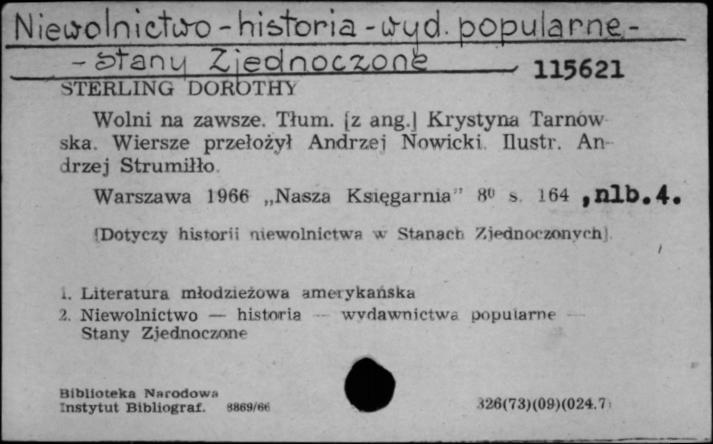 Niewolnictwo - historia - wyd. popularne -
- Stany Zjednoczone
115621
STERLING DOROTHY
Wolni na zawsze. Tłum. [z ang.] Krystyna Tarnow-
ska. Wiersze przełożył Andrzej Nowicki. Ilustr. An-
drzej Strumiłło.
Warszawa 1966 „Nasza Księgarnia” 8⁰ s. 164 ,nlb.4.
[Dotyczy historii niewolnictwa w Stanach Zjednoczonych].
1. Literatura młodzieżowa amerykańska
2. Niewolnictwo — historia — wydawnictwa popularne —
Stany Zjednoczone
Biblioteka Narodowa
Instytut Bibliograf. 8869/66
326(73)(09)(024.7)